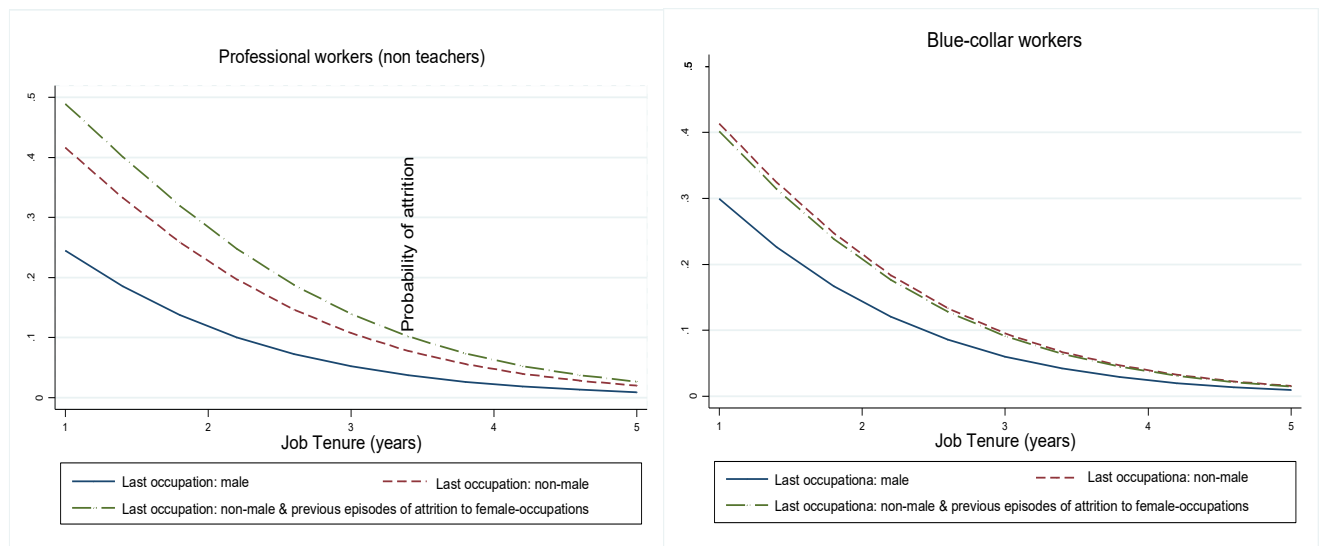 Professional workers (non teachers)
.5
.4
.3
.2
.1
0
Probability of attrition
1 2 3 4 5
Job Tenure (years)
Last occupation: male
Last occupation: non-male
Last occupation: non-male & previous episodes of attrition to female-occupations
Blue-collar workers
.5
.4
.3
.2
.1
0
1 2 3 4 5
Job Tenure (years)
Last occupationa: male
Last occupationa: non-male
Last occupationa: non-male & previous episodes of attrition to female-occupations